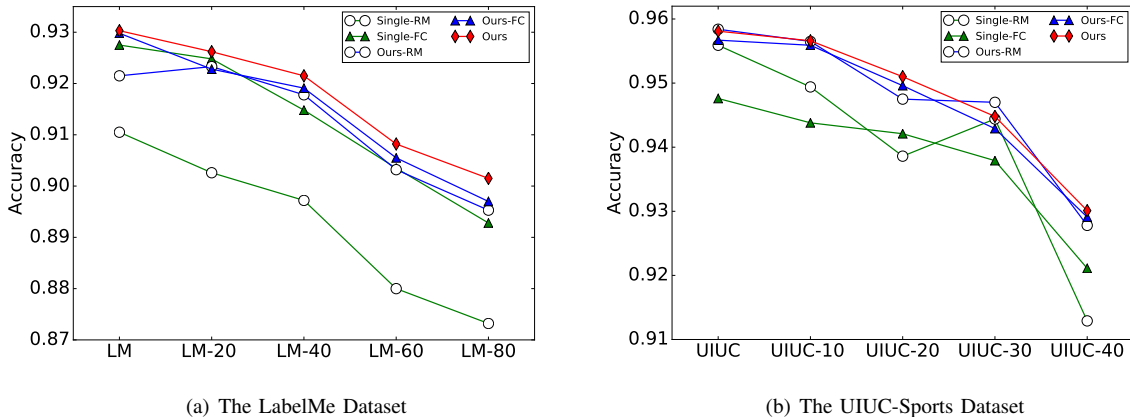 0.93
0.92
0.91
0.90
0.89
0.88
0.87
Accuracy
LM LM-20 LM-40 LM-60 LM-80
Single-RM
Single-FC
Ours-RM
Ours-FC
Ours
(a) The LabelMe Dataset
0.96
0.95
0.94
0.93
0.92
0.91
Accuracy
UIUC UIUC-10 UIUC-20 UIUC-30 UIUC-40
Single-RM
Single-FC
Ours-RM
Ours-FC
Ours
(b) The UIUC-Sports Dataset